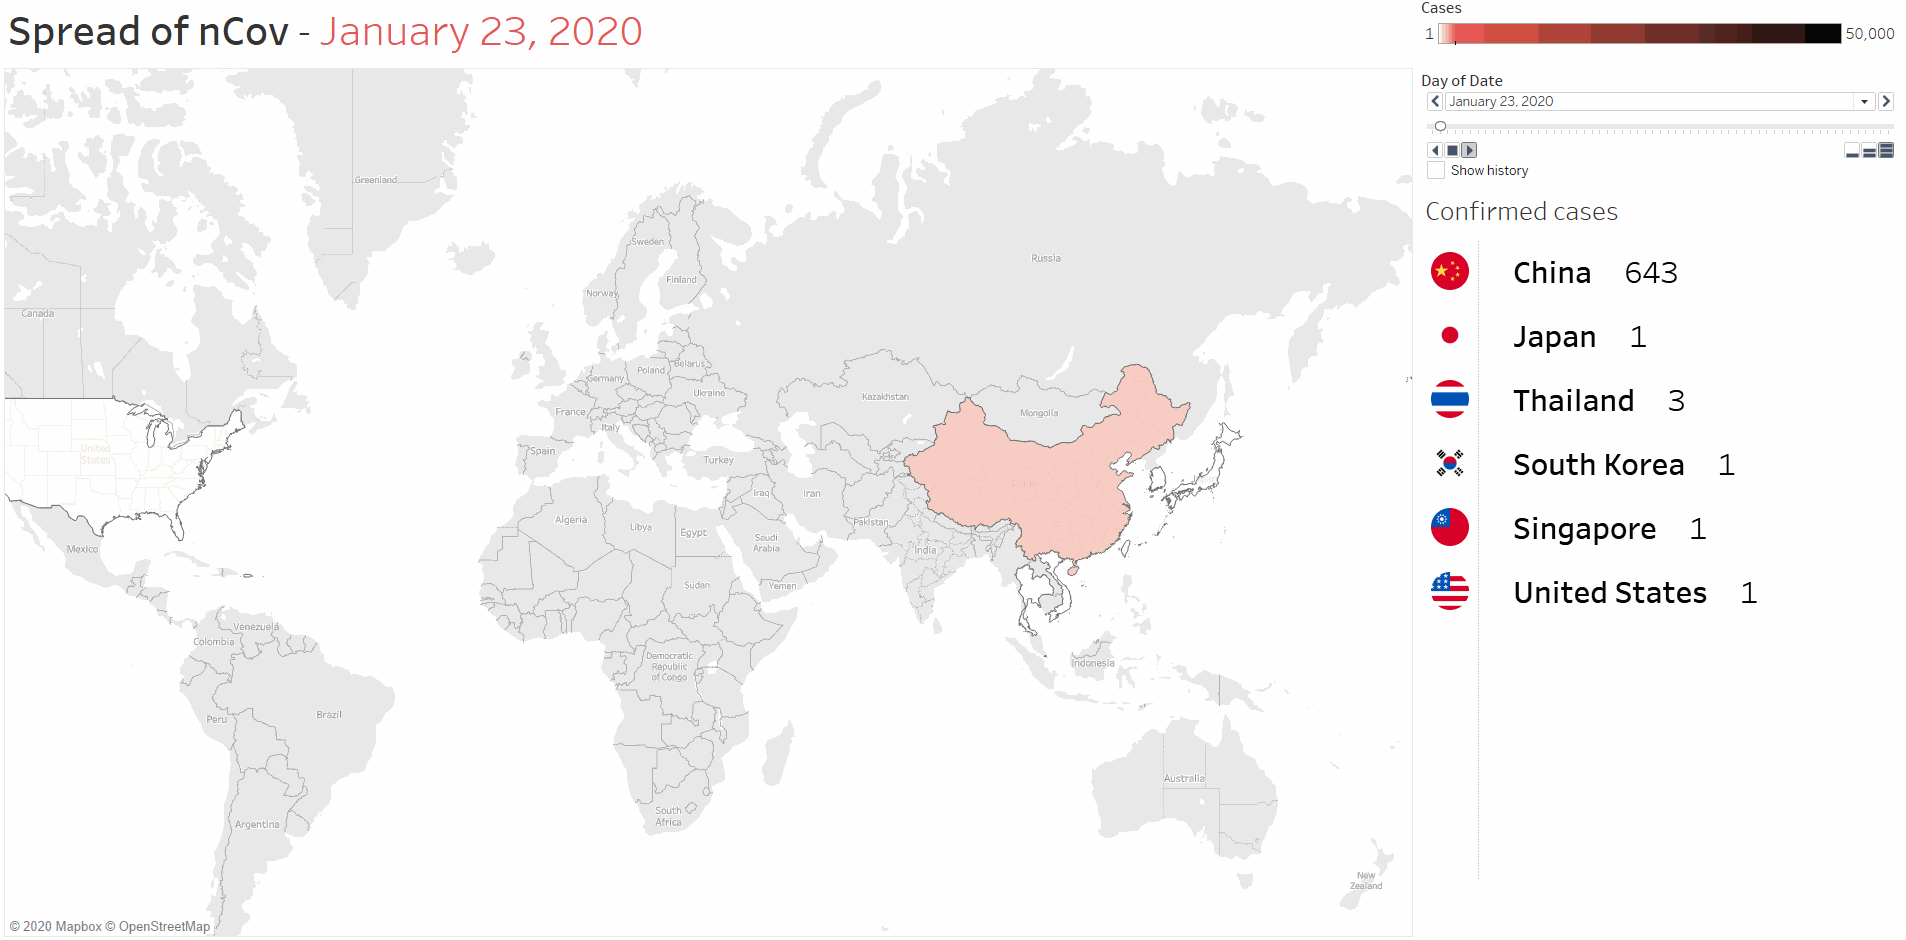 Spread of nCov - January 23, 2020
Cases
1 50,000
Day of Date
January 23, 2020
Show history
Confirmed cases
China 643
Japan 1
Thailand 3
South Korea 1
Singapore 1
United States 1
Greenland
Sweden
Russia
Finland
Norway
Canada
Belarus
Poland
Germany
Ukraine
Kazakhstan
France
Mongolia
Italy
United
States
Spain
Turkey
China
Iraq
Iran
Algeria
Pakistan
Libya
Egypt
Saudi
Arabia
Mexico
India
Sudan
Yemen
Venezuela
Colombia
Democratic
Republic
of Congo
Indonesia
Brazil
Peru
Australia
South
Africa
Argentina
New
Zealand
© 2020 Mapbox © OpenStreetMap